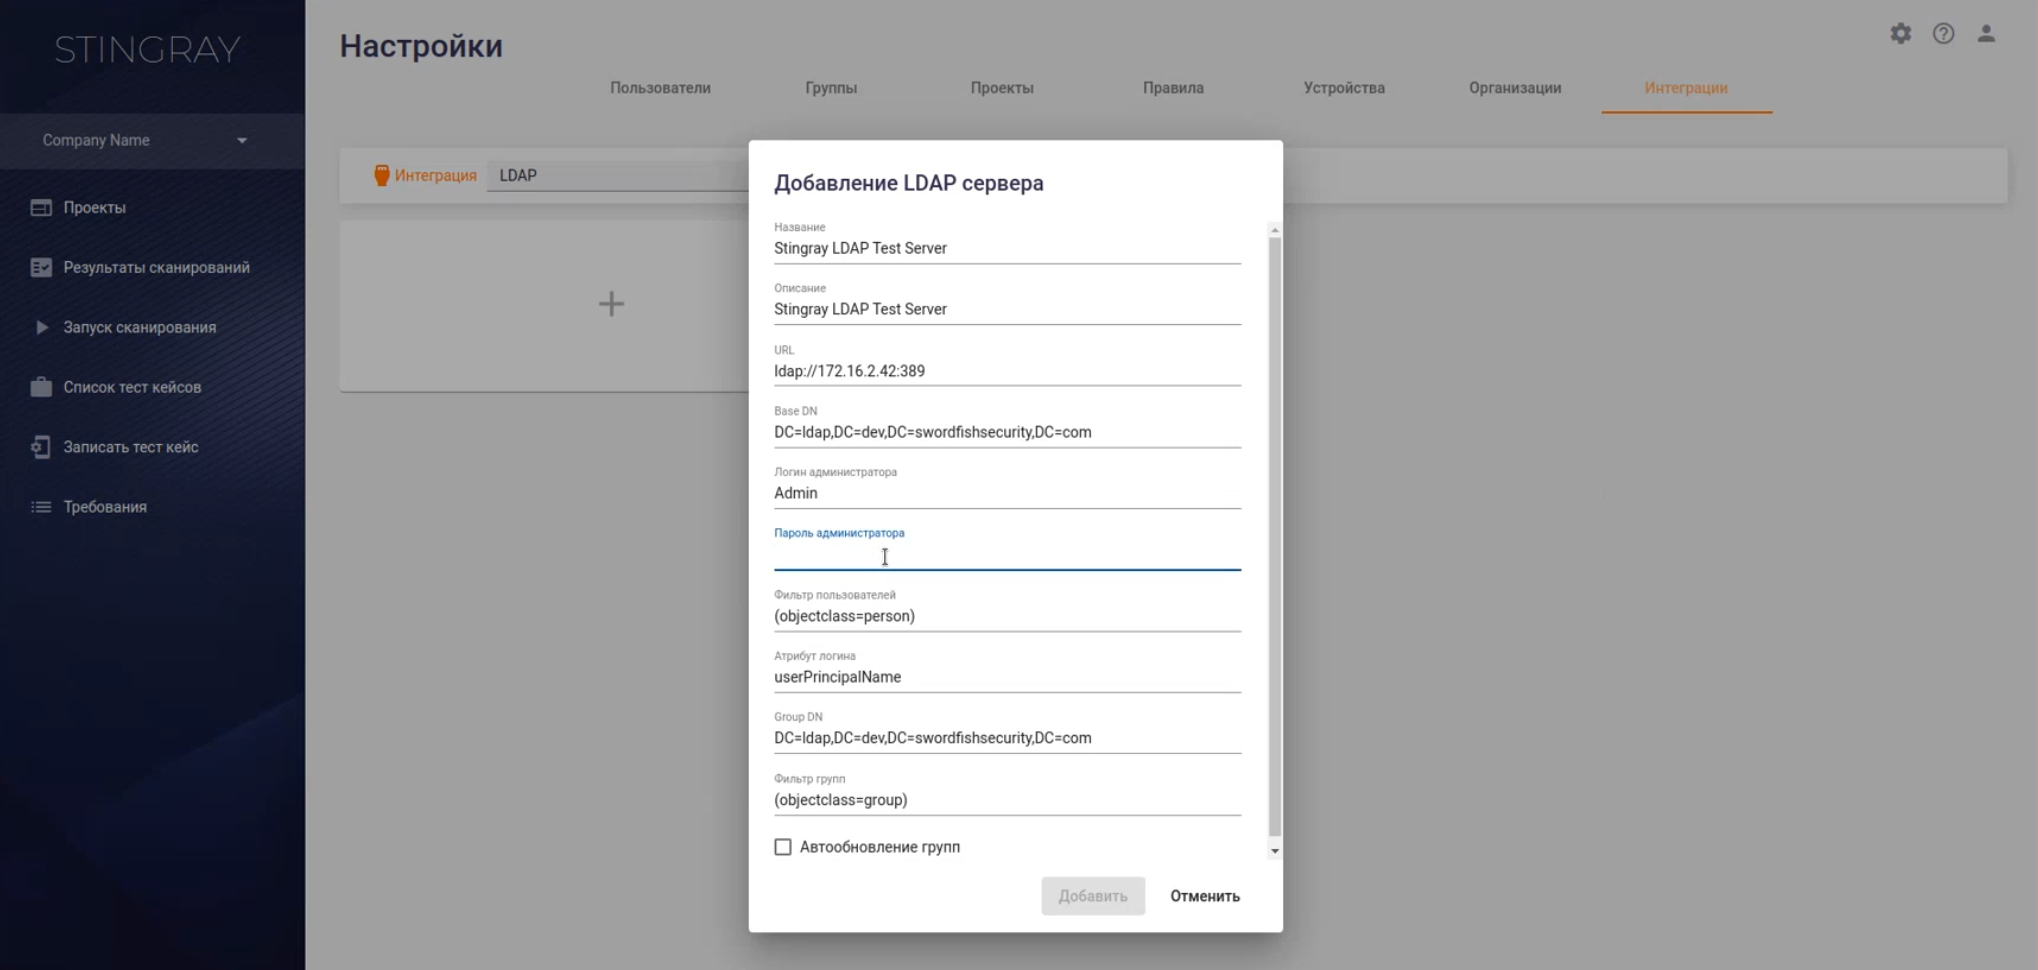 STINGRAY
Company Name
Проекты
Результаты сканирований
Запуск сканирования
Список тест кейсов
Записать тест кейс
Требования
Настройки
Пользователи
Группы
Проекты
Правила
Устройства
Организации
Интеграции
Интеграция LDAP
Добавление LDAP сервера
Название
Stingray LDAP Test Server
Описание
Stingray LDAP Test Server
URL
ldap://172.16.2.42:389
Base DN
DC=ldap,DC=dev,DC=swordfishsecurity,DC=com
Логин администратора
Admin
Пароль администратора
Фильтр пользователей
(objectclass=person)
Атрибут логина
userPrincipalName
Group DN
DC=ldap,DC=dev,DC=swordfishsecurity,DC=com
Фильтр групп
(objectclass=group)
Автообновление групп
Добавить
Отменить